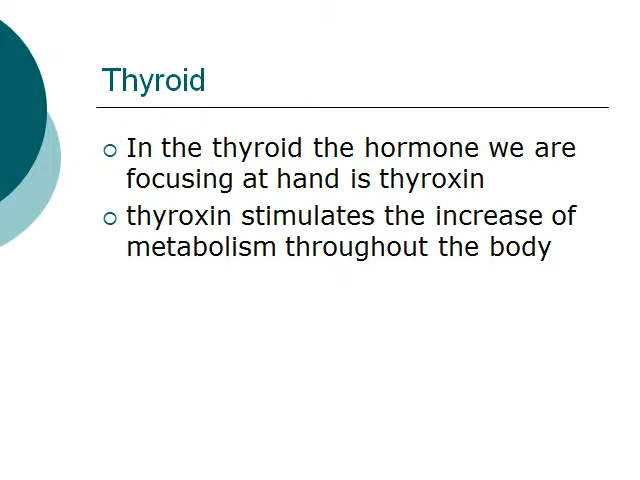 Thyroid
In the thyroid the hormone we are
focusing at hand is thyroxin
thyroxin stimulates the increase of
metabolism throughout the body